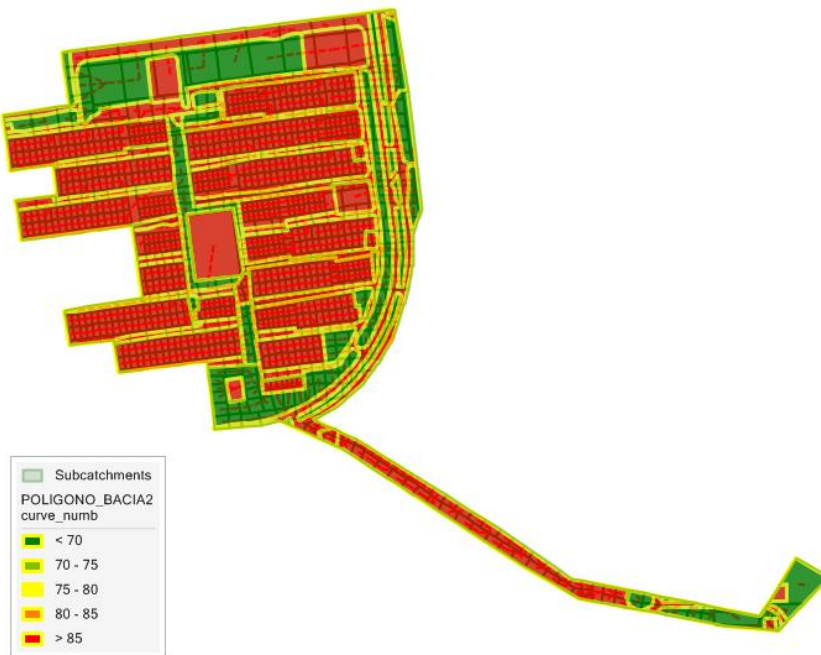 Subcatchments
POLIGONO_BACIA2
curve_numb
< 70
70 - 75
75 - 80
80 - 85
> 85